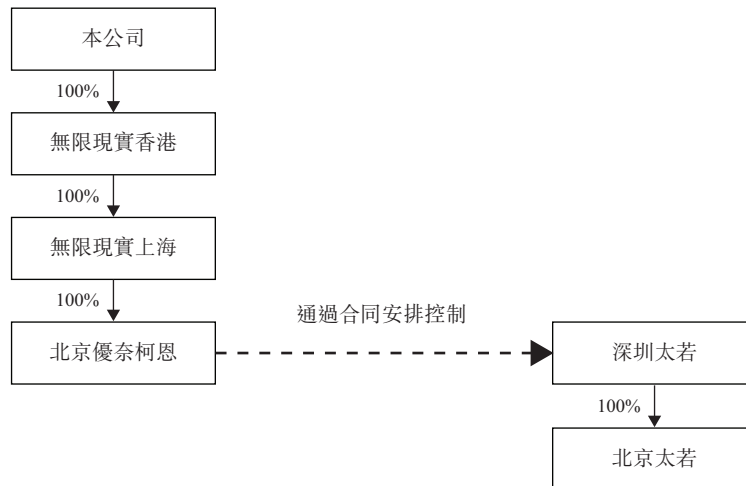 本公司
100%
無限現實香港
100%
無限現實上海
100%
通過合同安排控制
北京優奈柯恩
深圳太若
100%
北京太若